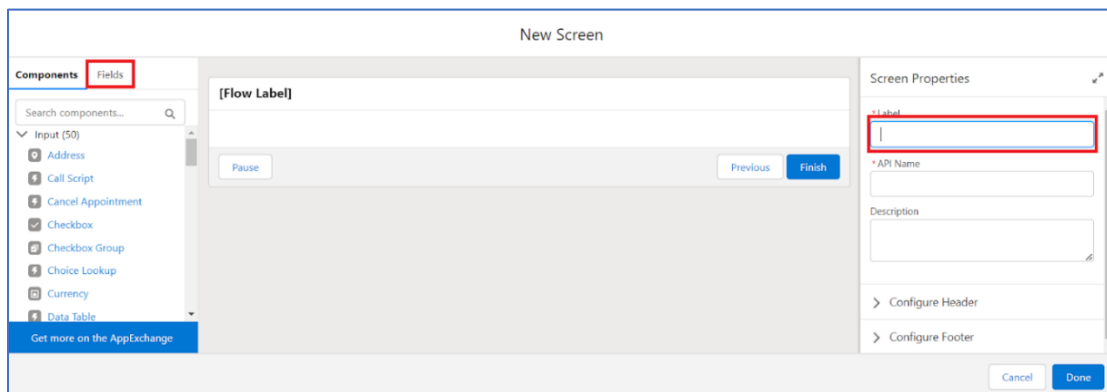 New Screen
Components Fields
Search components...
Input (50)
Address
Call Script
Cancel Appointment
Checkbox
Checkbox Group
Choice Lookup
Currency
Data Table
Get more on the AppExchange
[Flow Label]
Pause
Previous
Finish
Screen Properties
* Label
* API Name
Description
Configure Header
Configure Footer
Cancel
Done